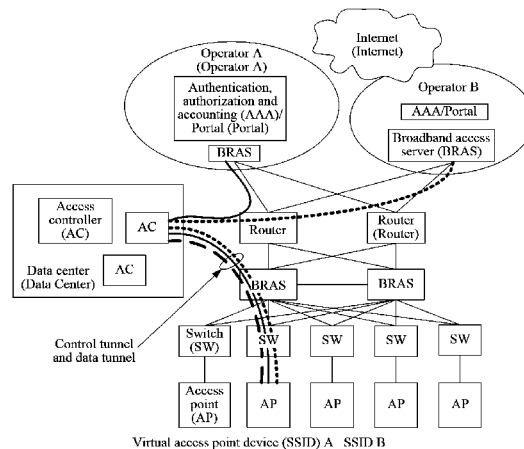 Internet
(Internet)
Operator A
(Operator A)
Authentication,
authorization and
accounting (AAA)/
Portal (Portal)
BRAS
Operator B
AAA/Portal
Broadband access
server (BRAS)
Access
controller
(AC)
AC
Data center
(Data Center)
AC
Router
Router
(Router)
BRAS
BRAS
Control tunnel
and data tunnel
Switch
(SW)
SW
SW
SW
SW
Access
point
(AP)
AP
AP
AP
AP
Virtual access point device (SSID) A SSID B